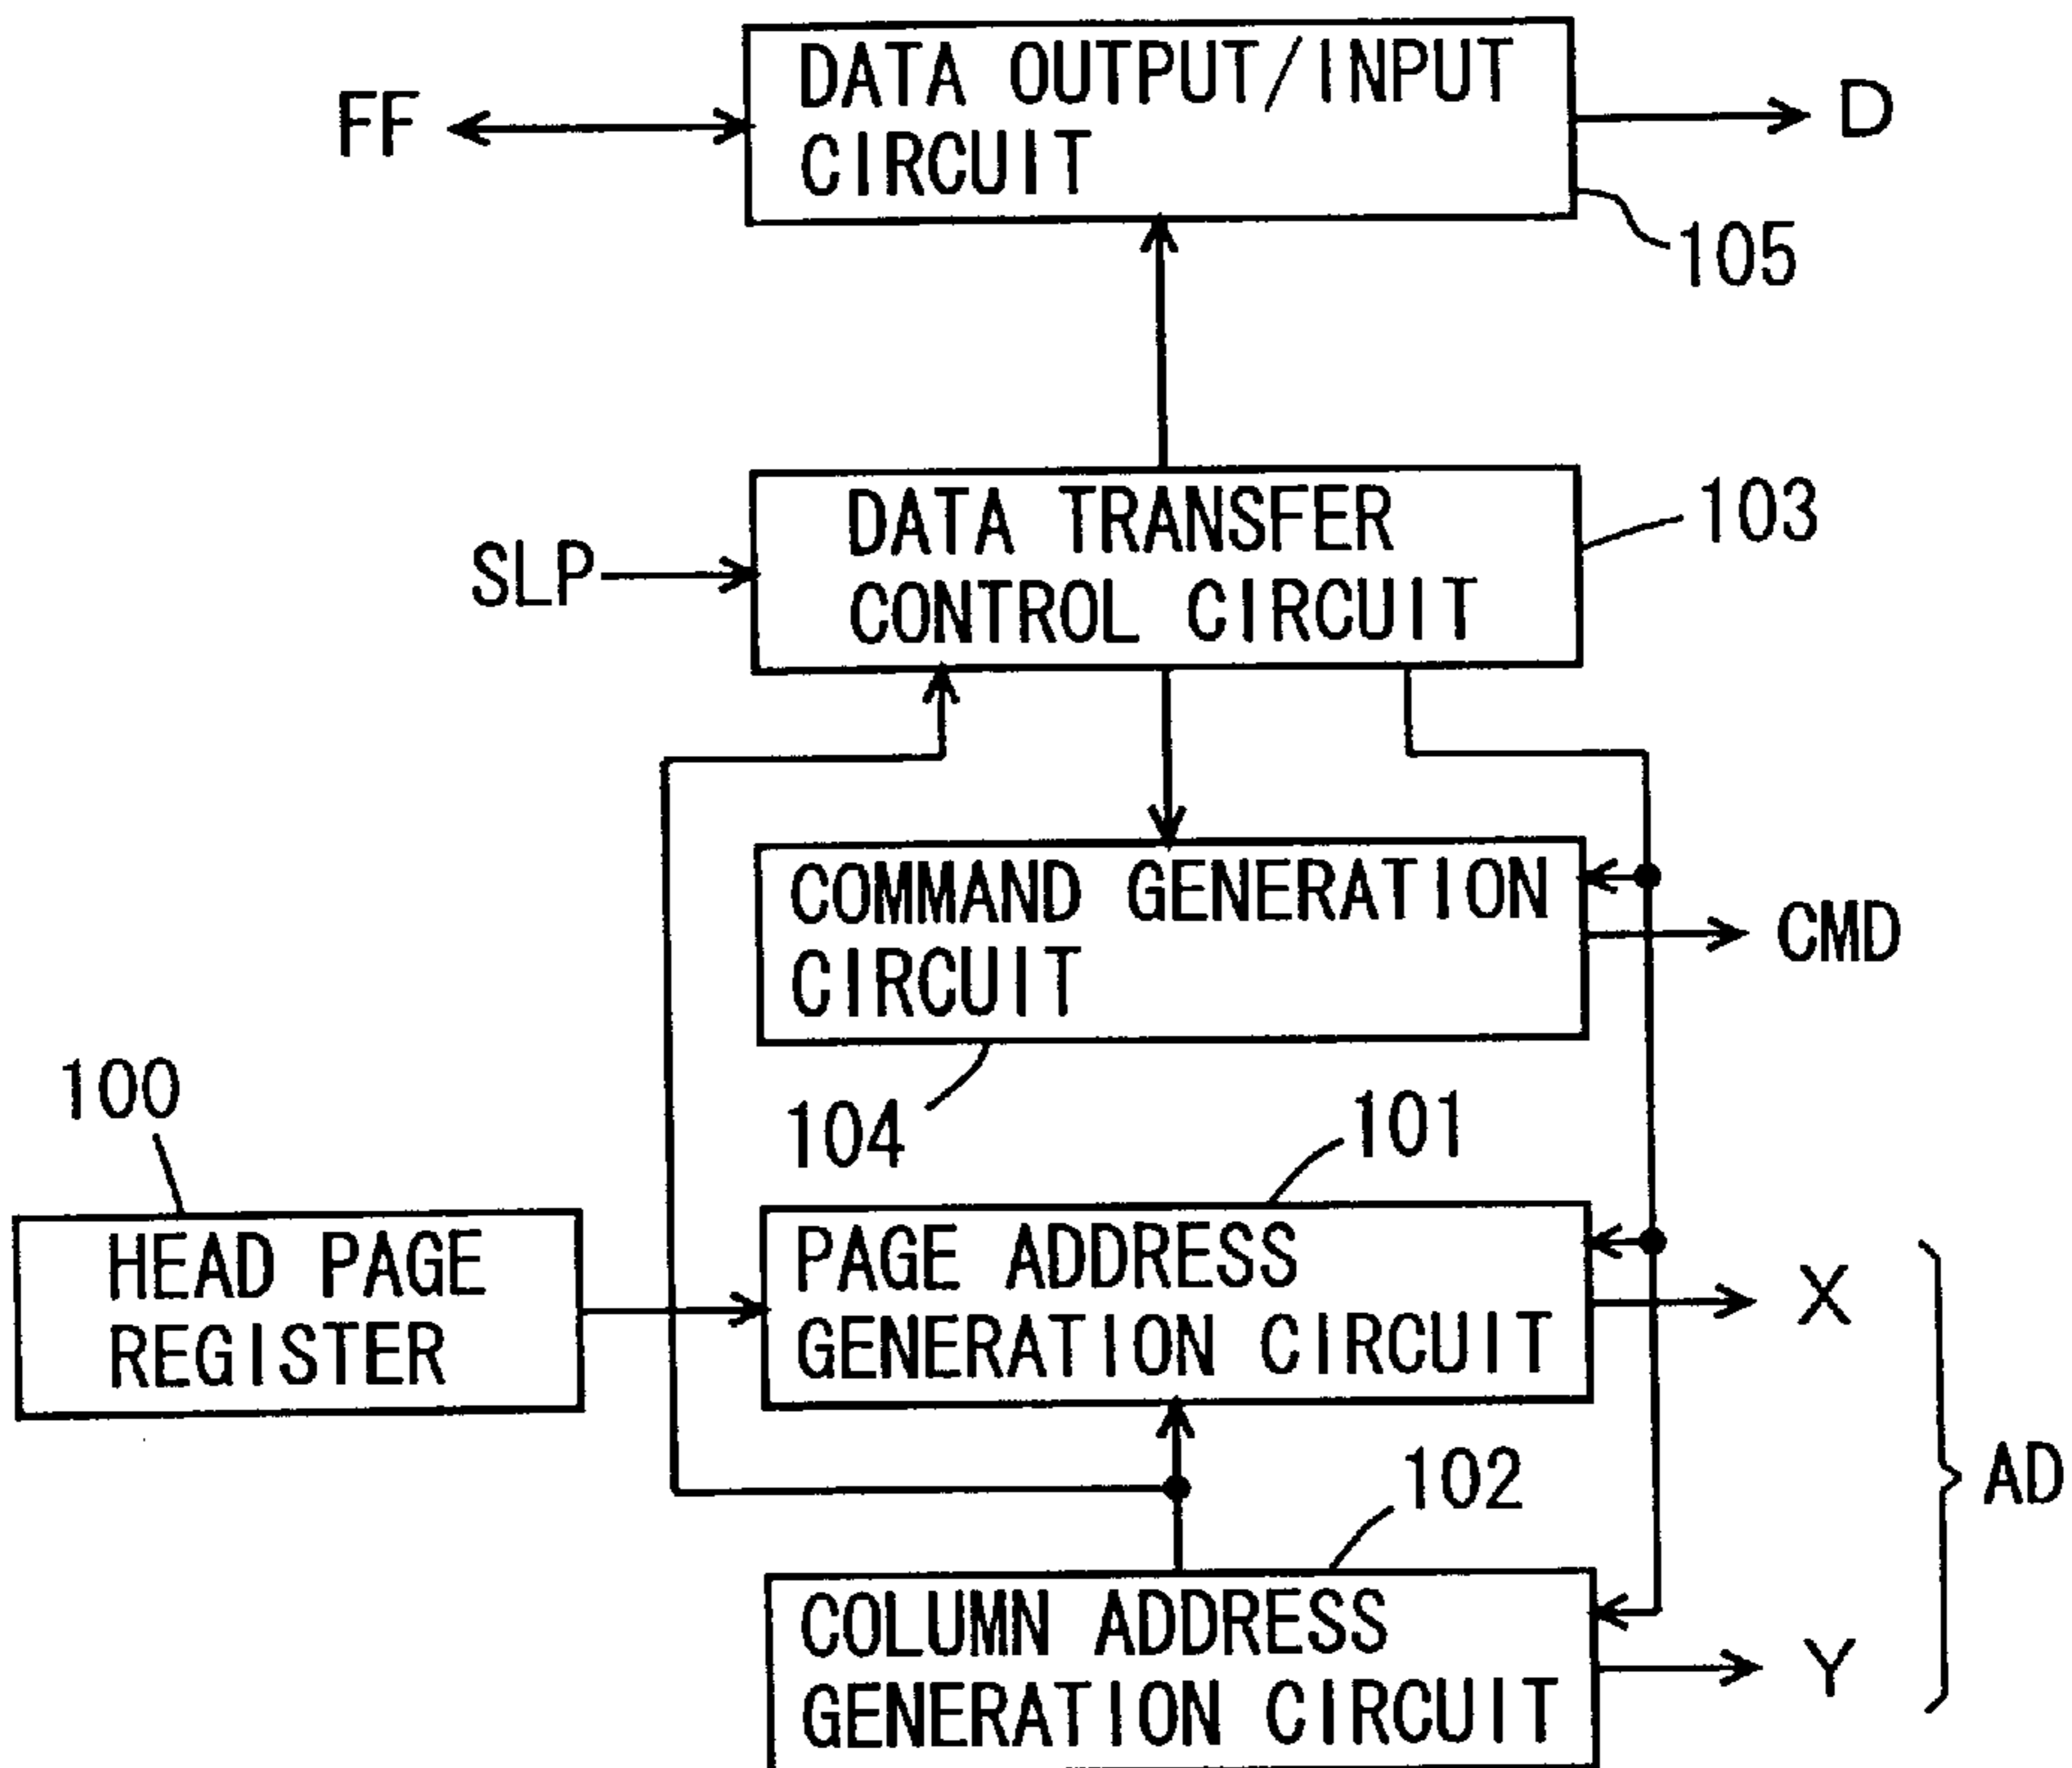 DATA OUTPUT/INPUT
CIRCUIT
FF
D
105
DATA TRANSFER
CONTROL CIRCUIT
103
SLP
COMMAND GENERATION
CIRCUIT
CMD
104
100
101
HEAD PAGE
REGISTER
PAGE ADDRESS
GENERATION CIRCUIT
X
AD
102
COLUMN ADDRESS
GENERATION CIRCUIT
Y